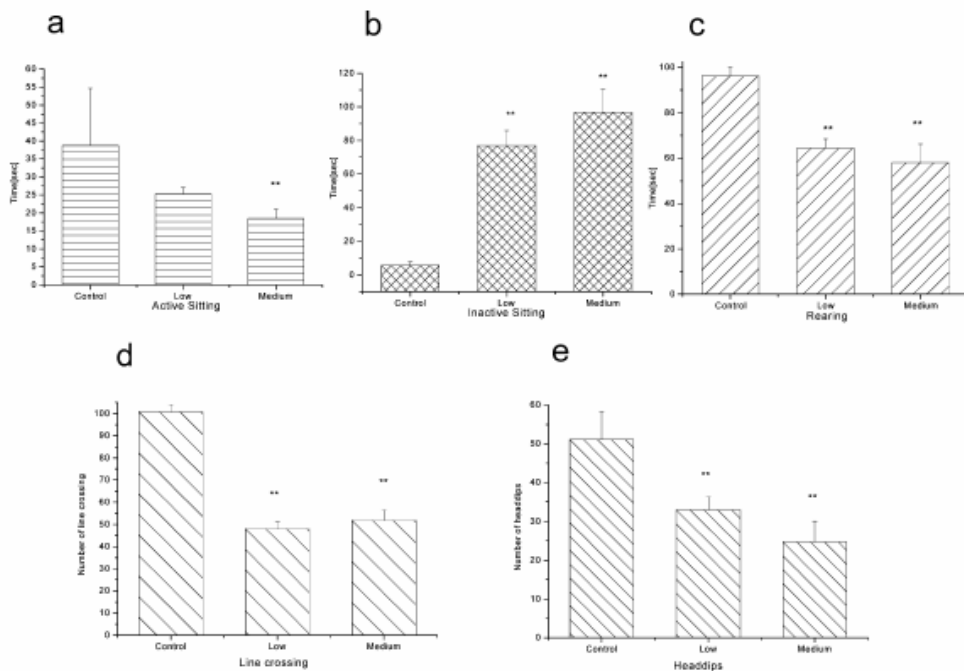 a
Time[sec]
60
55
50
45
40
35
30
25
20
15
10
5
0
**
Control Low Medium
Active Sitting
b
Time[sec]
120
100
80
60
40
20
0
**
**
Control Low Medium
Inactive Sitting
c
Time[sec]
100
80
60
40
20
0
**
**
Control Low Medium
Rearing
d
Number of line crossing
100
90
80
70
60
50
40
30
20
10
0
**
**
Control Low Medium
Line crossing
e
Number of headdips
60
50
40
30
20
10
0
**
**
Control Low Medium
Headdips